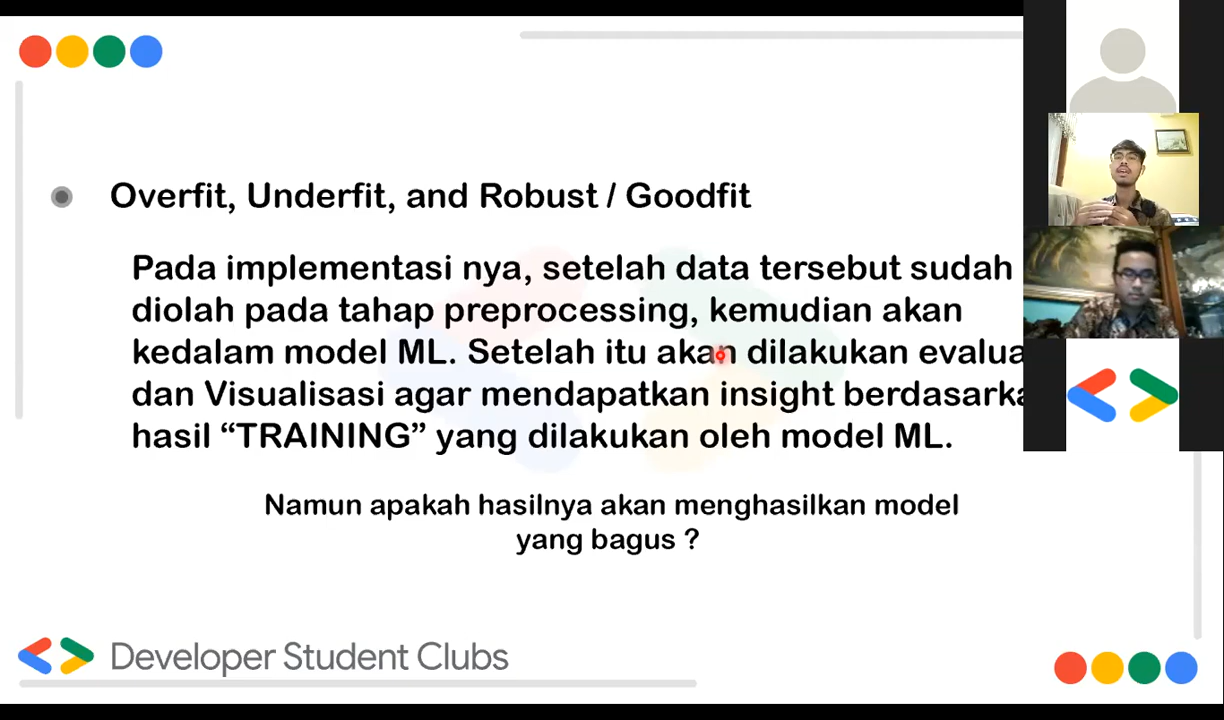 Overfit, Underfit, and Robust / Goodfit
Pada implementasi nya, setelah data tersebut sudah
diolah pada tahap preprocessing, kemudian akan
kedalam model ML. Setelah itu akan dilakukan
dan Visualisasi agar mendapatkan insight
hasil “TRAINING” yang dilakukan oleh model ML.
Namun apakah hasilnya akan menghasilkan model
yang bagus ?
Developer Student Clubs